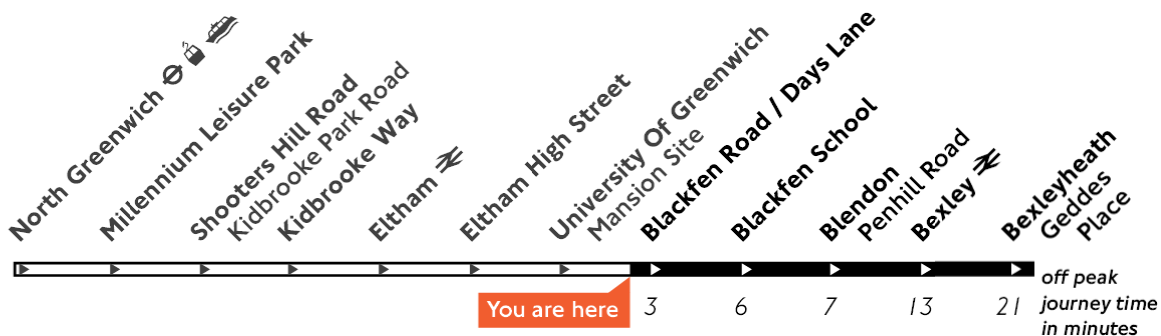 North Greenwich
Millennium Leisure Park
Shooters Hill Road
Kidbrooke Park Road
Kidbrooke Way
Eltham
Eltham High Street
University Of Greenwich
Mansion Site
Blackfen Road / Days Lane
Blackfen School
Blendon
Penhill Road
Bexley
Bexleyheath
Geddes
Place
You are here
3 6 7 13 21
off peak
journey time
in minutes